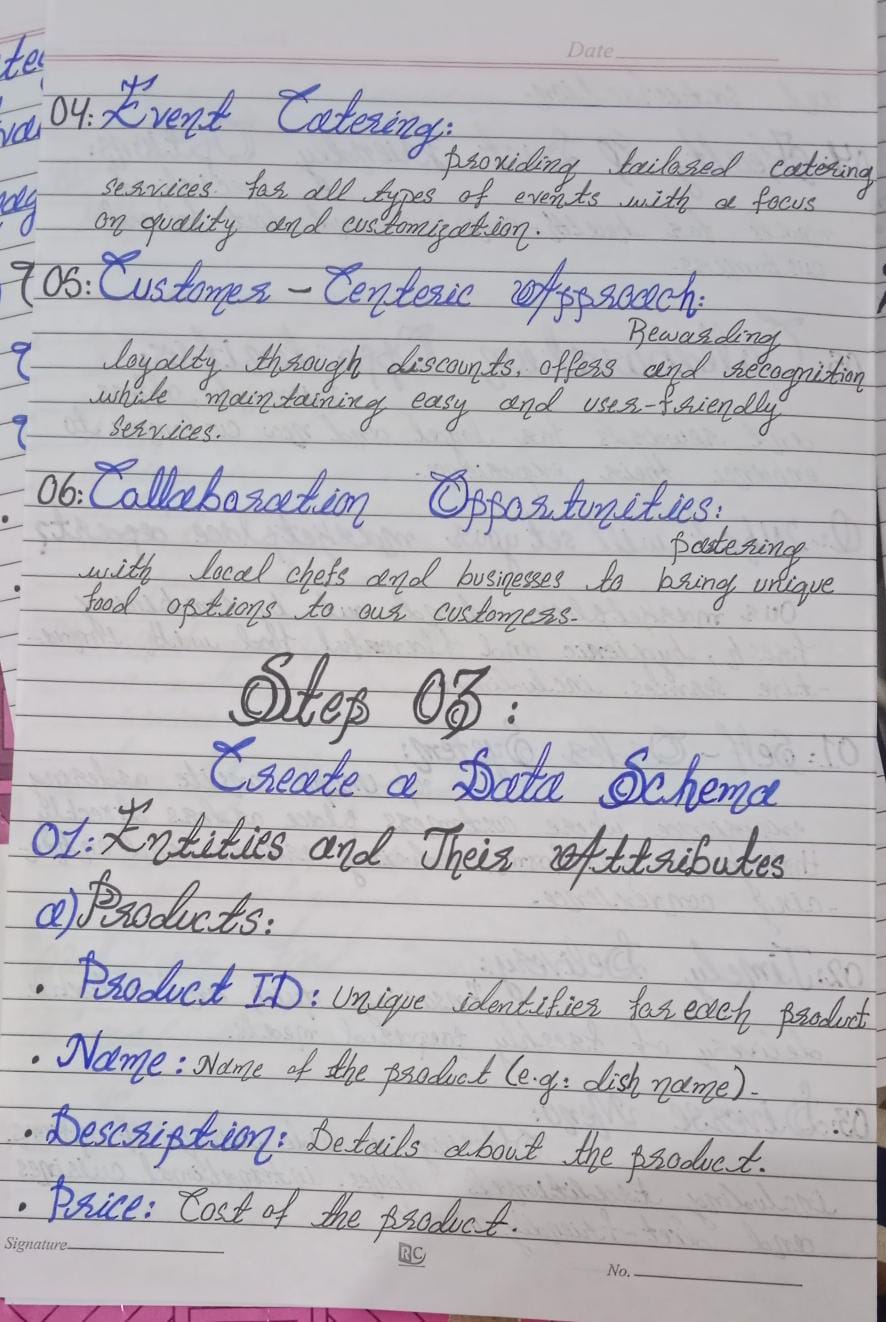 Date
04: Event Catering:
proxiding tailored catering
services for all types of events with a focus
on quality and customization.
05: Customer - Centeric Approach:
Rewarding
loyalty through discounts, offers and recognition
while maintaining easy and user-friendly
services.
06: Collaboration Opportunities:
patering
with local chefs and businesses to bring unique
food options to our customers.
Step 03:
Create a Data Schema
01: Entities and Their Attributes
a) Products:
• Product ID: Unique identifier for each product
• Name: Name of the product (e.g: dish name).
• Description: Details about the product.
• Price: Cost of the product.
Signature
RC
No.